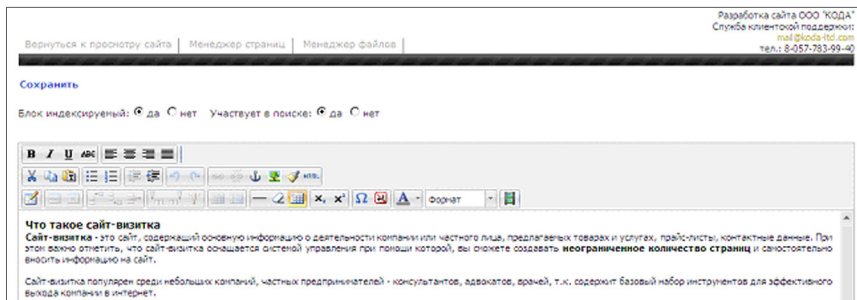 Разработка сайта ООО "КОДА"
Служба клиентской поддержки:
mail@koda-ltd.com
тел.: 8-057-783-99-40
Вернуться к просмотру сайта | Менеджер страниц | Менеджер файлов |
Сохранить
Блок индексируемый: да нет Участвует в поиске: да нет
B I U ABC
HTML
x, x² Ω A Формат
Что такое сайт-визитка
Сайт-визитка - это сайт, содержащий основную информацию о деятельности компании или частного лица, предлагаемых товарах и услугах, прайс-листы, контактные данные. При
этом важно отметить, что сайт-визитка оснащается системой управления при помощи которой, вы сможете создавать неограниченное количество страниц и самостоятельно
вносить информацию на сайт.
Сайт-визитка популярен среди небольших компаний, частных предпринимателей - консультантов, адвокатов, врачей, т.к. содержит базовый набор инструментов для эффективного
выхода компании в интернет.